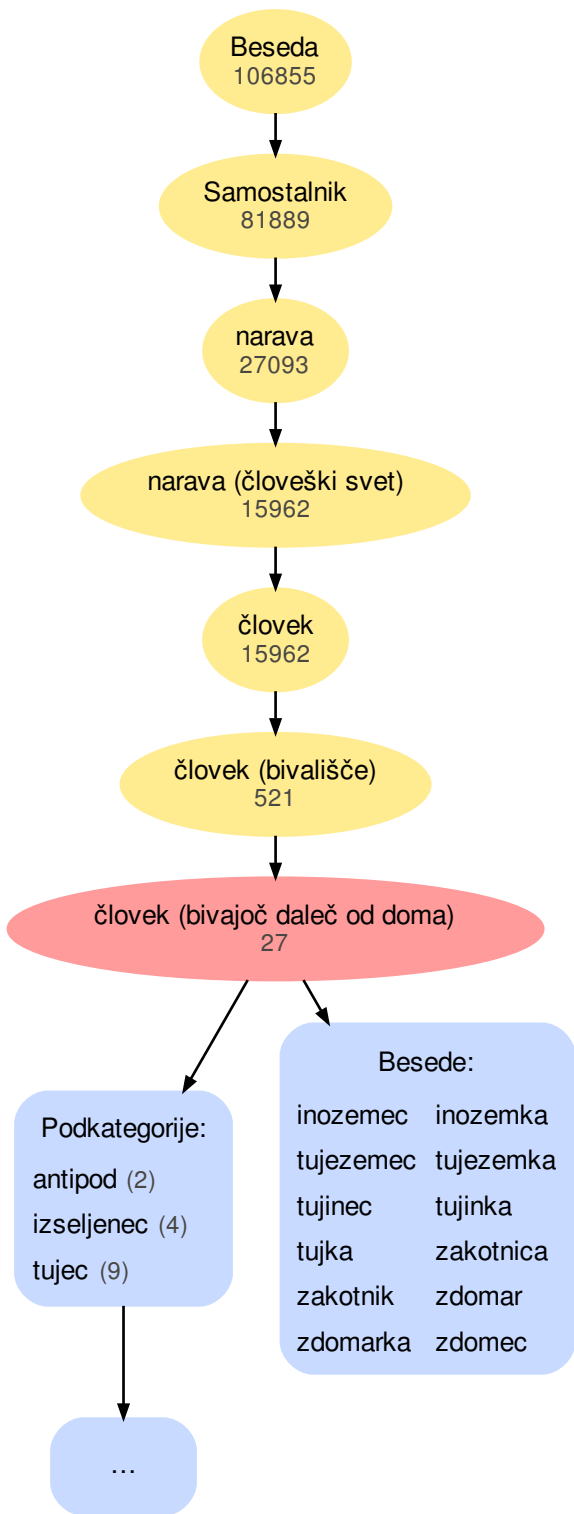 Beseda
106855
Samostalnik
81889
narava
27093
narava (človeški svet)
15962
človek
15962
človek (bivališče)
521
človek (bivajoč daleč od doma)
27
Podkategorije:
antipod (2)
izseljenec (4)
tujec (9)
...
Besede:
inozemec inozemka
tujezemec tujezemka
tujinec tujinka
tujka zakotnica
zakotnik zdomar
zdomarka zdomec